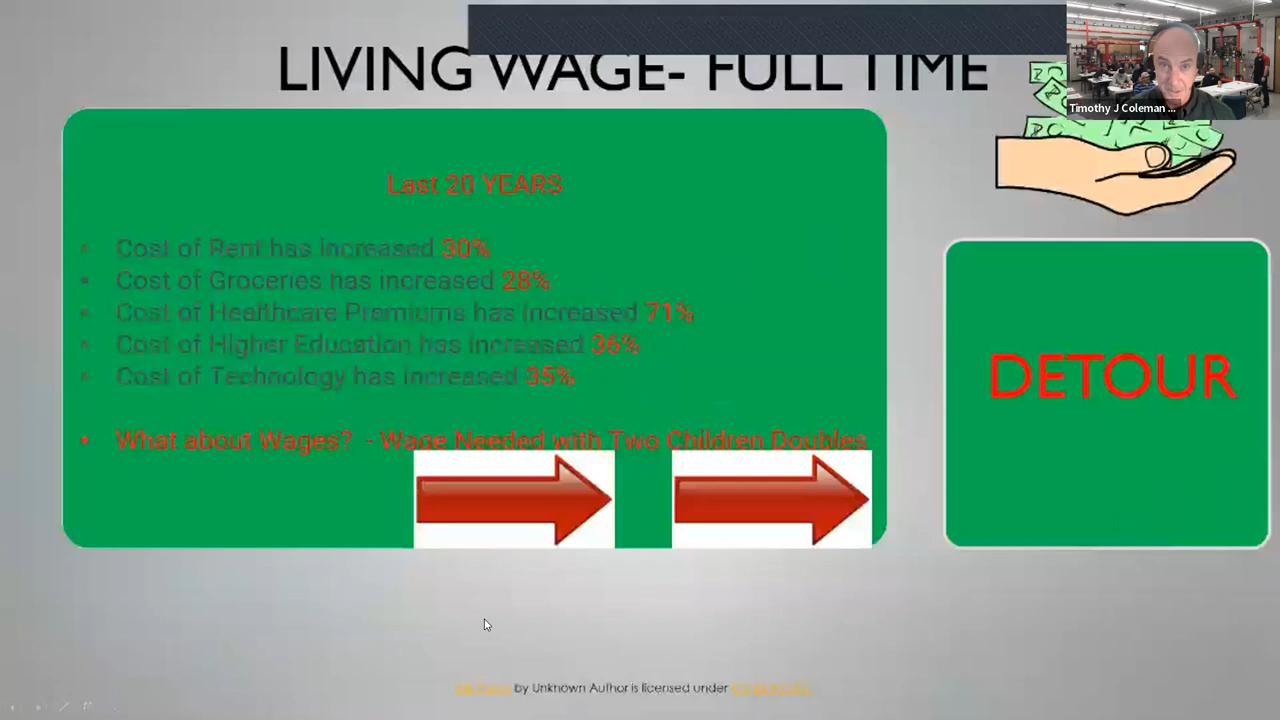 LIVING WAGE- FULL TIME
Timothy J Coleman ...
Last 20 YEARS
• Cost of Rent has increased 30%
• Cost of Groceries has increased 28%
• Cost of Healthcare Premiums has increased 71%
• Cost of Higher Education has increased 36%
• Cost of Technology has increased 35%
• What about Wages? - Wage Needed with Two Children Doubles
DETOUR
by Unknown Author is licensed under